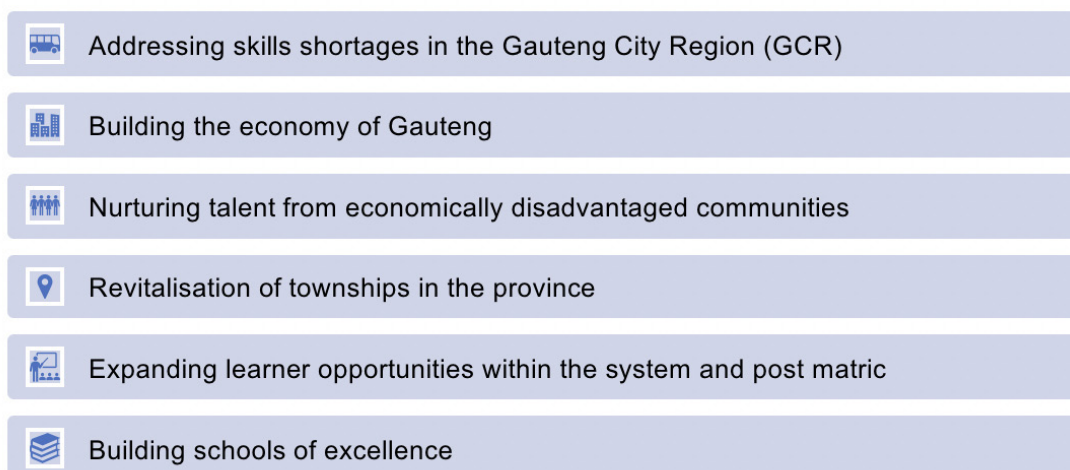 Addressing skills shortages in the Gauteng City Region (GCR)
Building the economy of Gauteng
Nurturing talent from economically disadvantaged communities
Revitalisation of townships in the province
Expanding learner opportunities within the system and post matric
Building schools of excellence